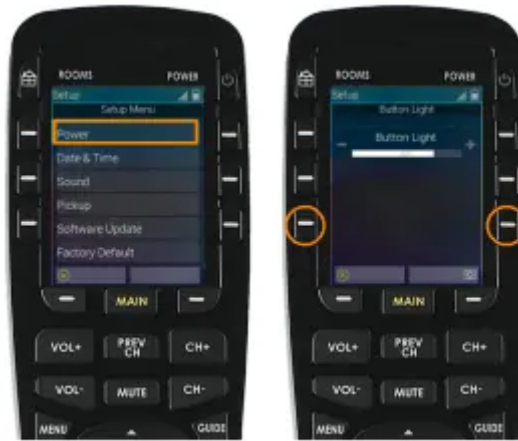 ROOMS POWER
Setup
Setup Menu
Power
Date & Time
Sound
Pickup
Software Update
Factory Default
MAIN
VOL+ PREV CH CH+
VOL- MUTE CH-
MENU GUIDE
ROOMS POWER
Setup
Button Light
Button Light
- +
MAIN
VOL+ PREV CH CH+
VOL- MUTE CH-
MENU GUIDE